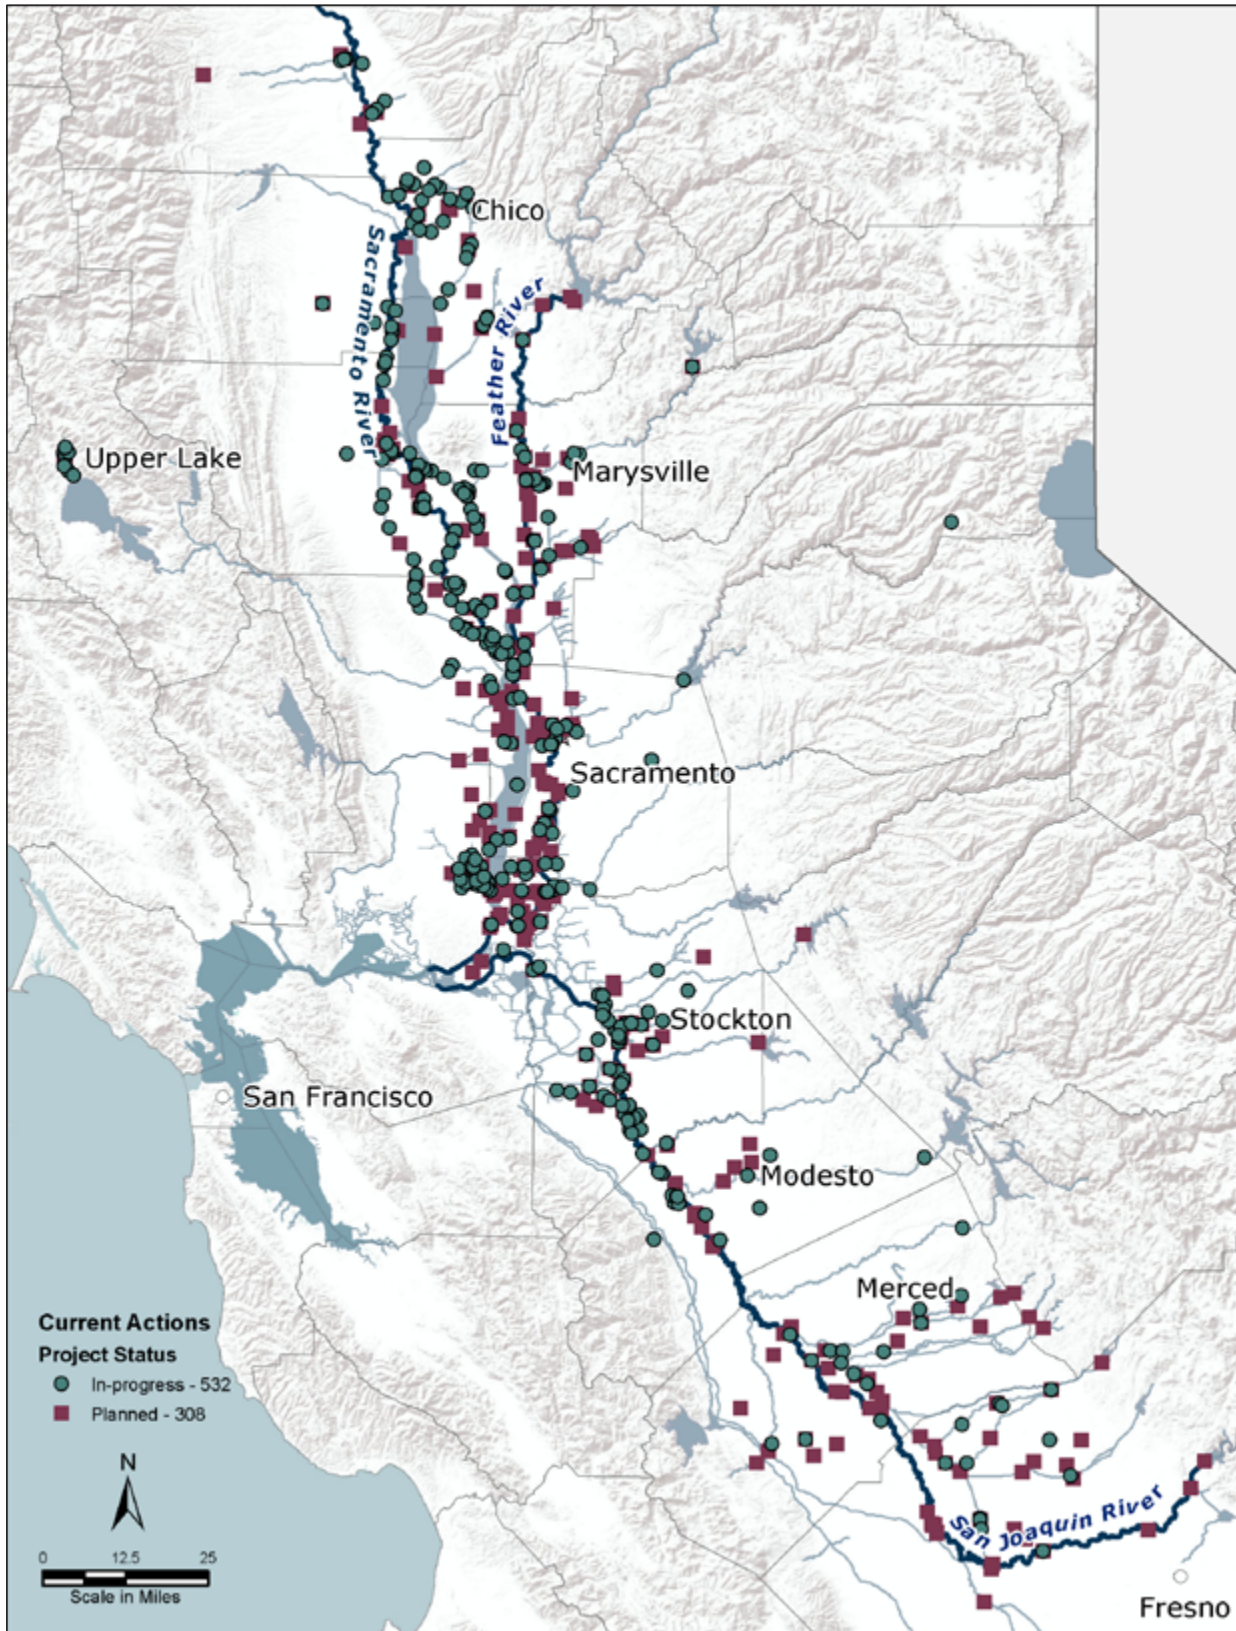 Chico
Sacramento River
Feather River
Upper Lake
Marysville
Sacramento
Stockton
San Francisco
Modesto
Merced
Current Actions
Project Status
In-progress - 532
Planned - 308
N
0 12.5 25
Scale in Miles
San Joaquin River
Fresno